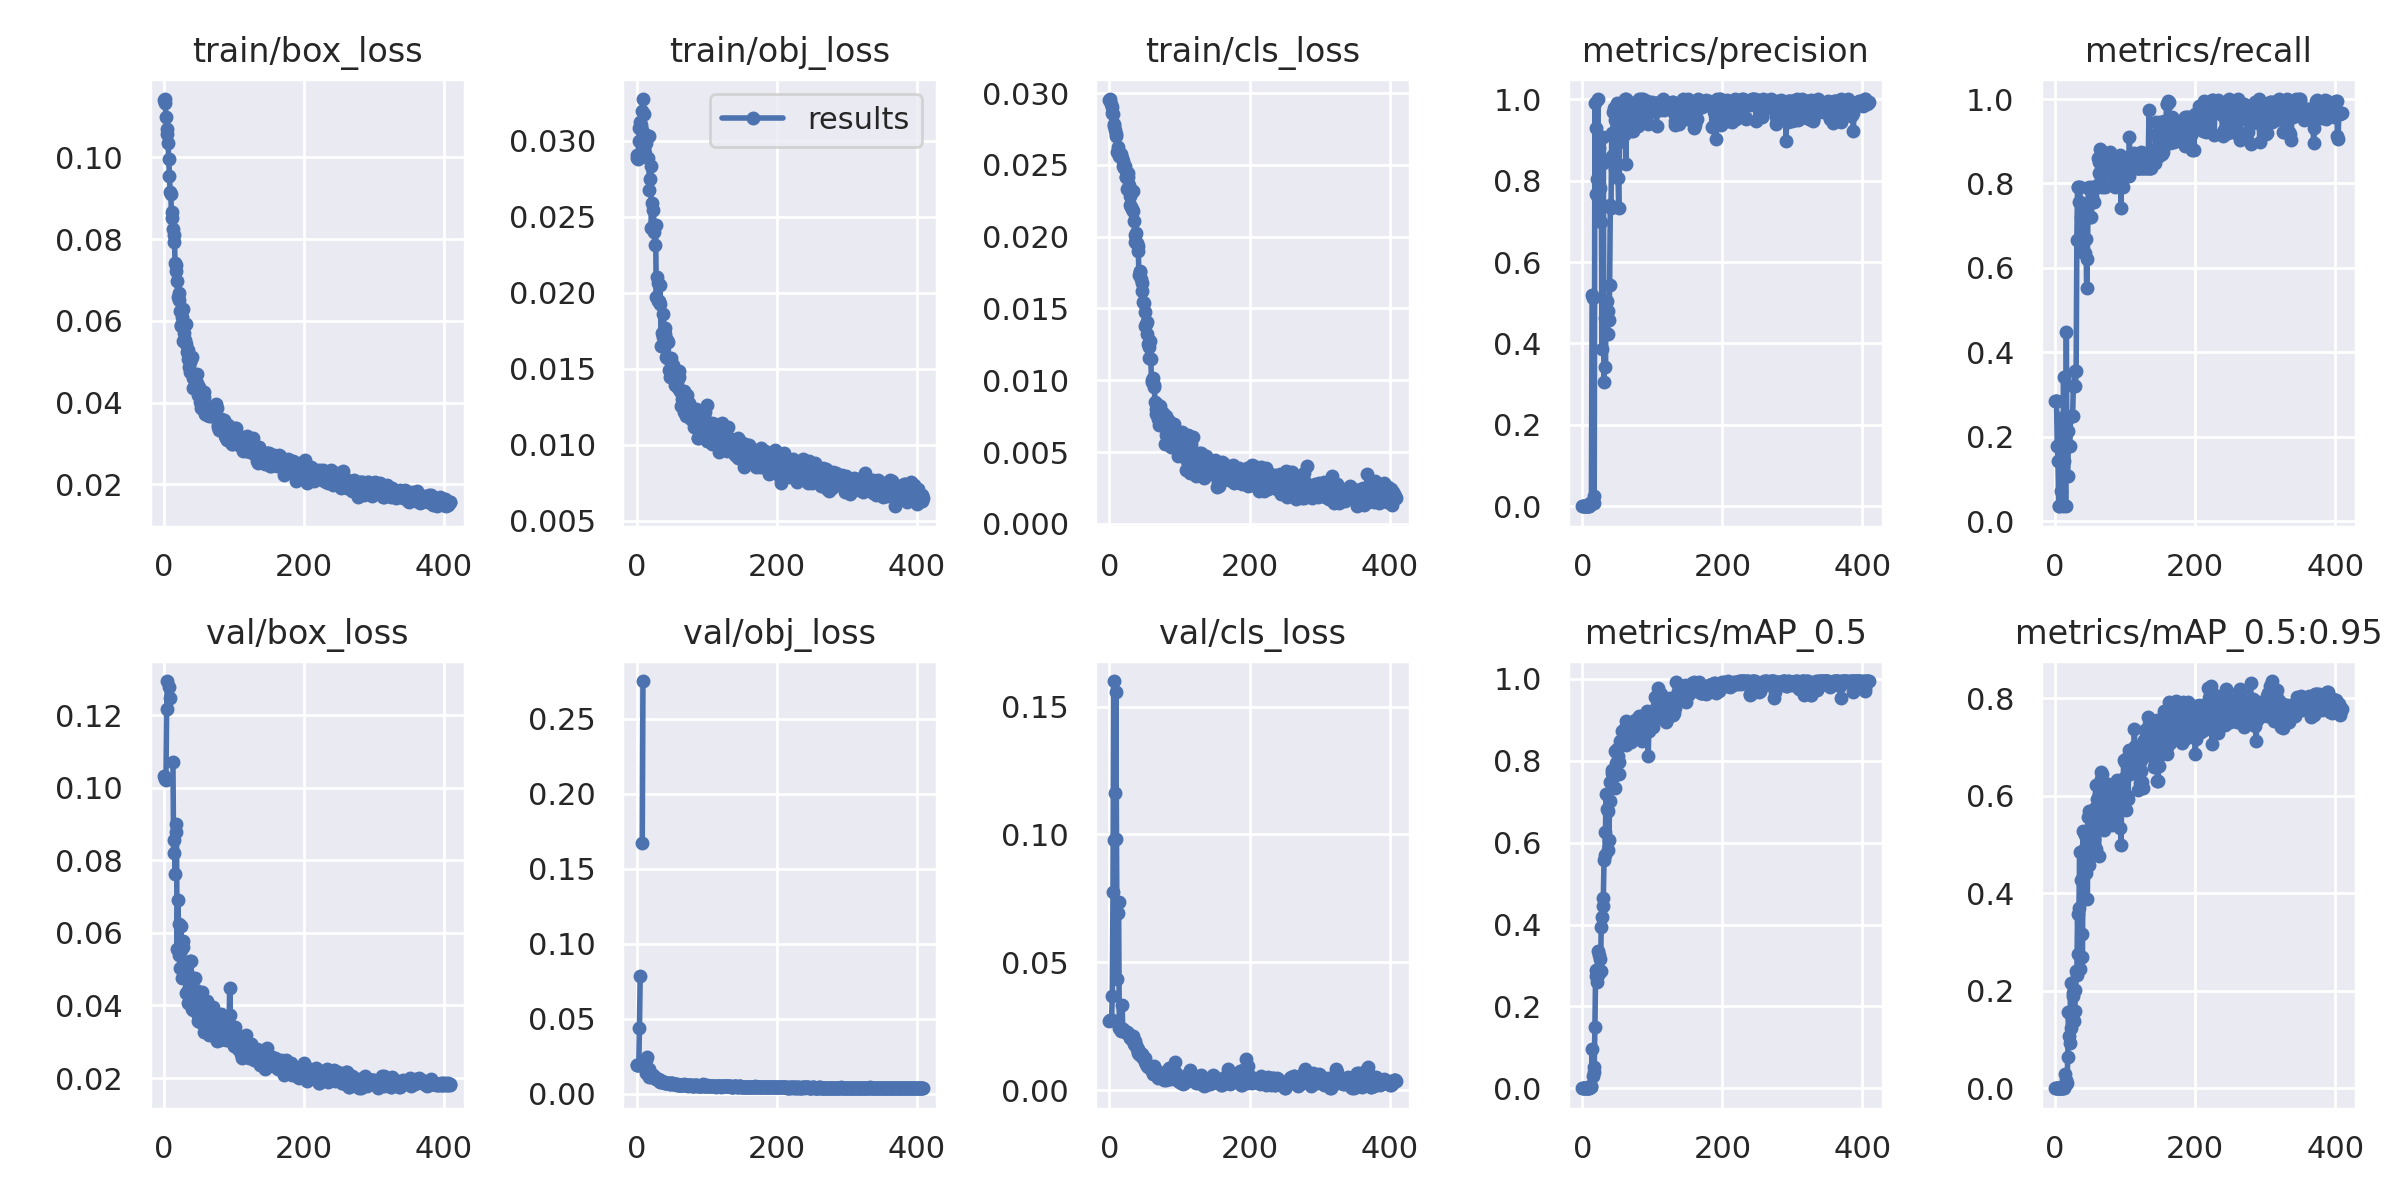 train/box_loss
0.10
0.08
0.06
0.04
0.02
0 200 400
train/obj_loss
results
0.030
0.025
0.020
0.015
0.010
0.005
0 200 400
train/cls_loss
0.030
0.025
0.020
0.015
0.010
0.005
0.000
0 200 400
metrics/precision
1.0
0.8
0.6
0.4
0.2
0.0
0 200 400
metrics/recall
1.0
0.8
0.6
0.4
0.2
0.0
0 200 400
val/box_loss
0.12
0.10
0.08
0.06
0.04
0.02
0 200 400
val/obj_loss
0.25
0.20
0.15
0.10
0.05
0.00
0 200 400
val/cls_loss
0.15
0.10
0.05
0.00
0 200 400
metrics/mAP_0.5
1.0
0.8
0.6
0.4
0.2
0.0
0 200 400
metrics/mAP_0.5:0.95
0.8
0.6
0.4
0.2
0.0
0 200 400